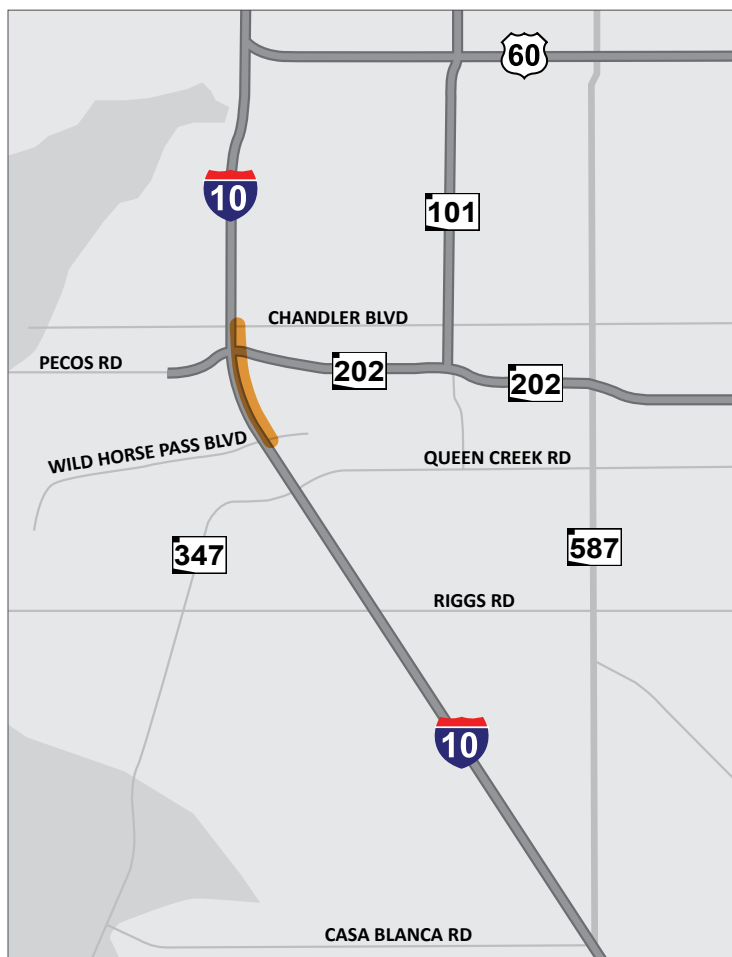 60
10
101
CHANDLER BLVD
PECOS RD
202
202
WILD HORSE PASS BLVD
QUEEN CREEK RD
347
587
RIGGS RD
10
CASA BLANCA RD